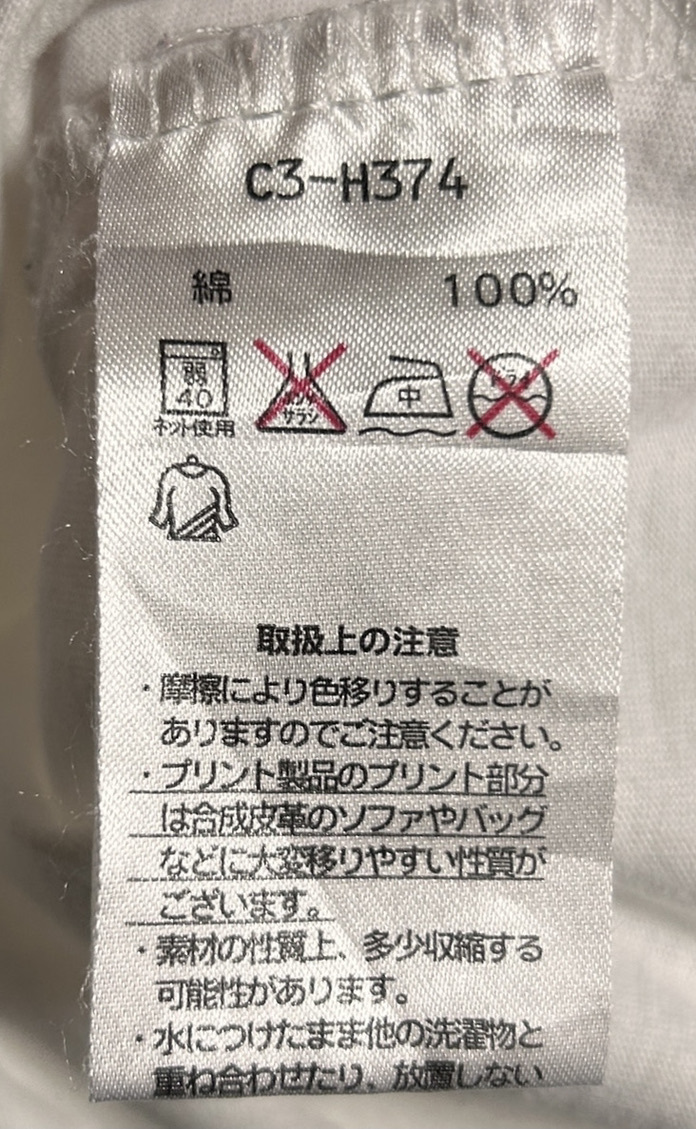 C3-H374
綿 100%
弱
40
ネット使用
サラシ
中
ドライ
取扱上の注意
・摩擦により色移りすることが
ありますのでご注意ください。
・プリント製品のプリント部分
は合成皮革のソファやバッグ
などに大変移りやすい性質が
ございます。
・素材の性質上、多少収縮する
可能性があります。
・水につけたまま他の洗濯物と
重ね合わせたり、放置しない